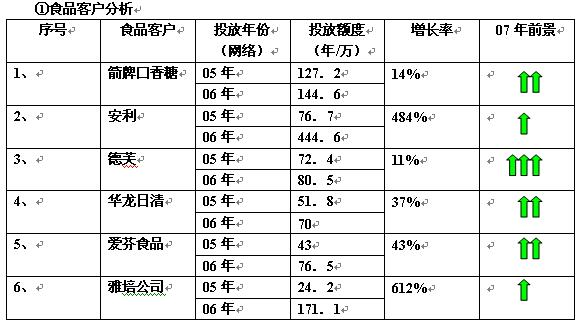 ①食品客户分析
序号 食品客户 投放年份（网络） 投放额度（年/万） 增长率 07 年前景
1、 箭牌口香糖 05 年 127．2 14%
06 年 144．6
2、 安利 05 年 76．7 484%
06 年 444．6
3、 德芙 05 年 72．4 11%
06 年 80．5
4、 华龙日清 05 年 51．8 37%
06 年 70
5、 爱芬食品 05 年 43 43%
06 年 76．5
6、 雅培公司 05 年 24．2 612%
06 年 171．1